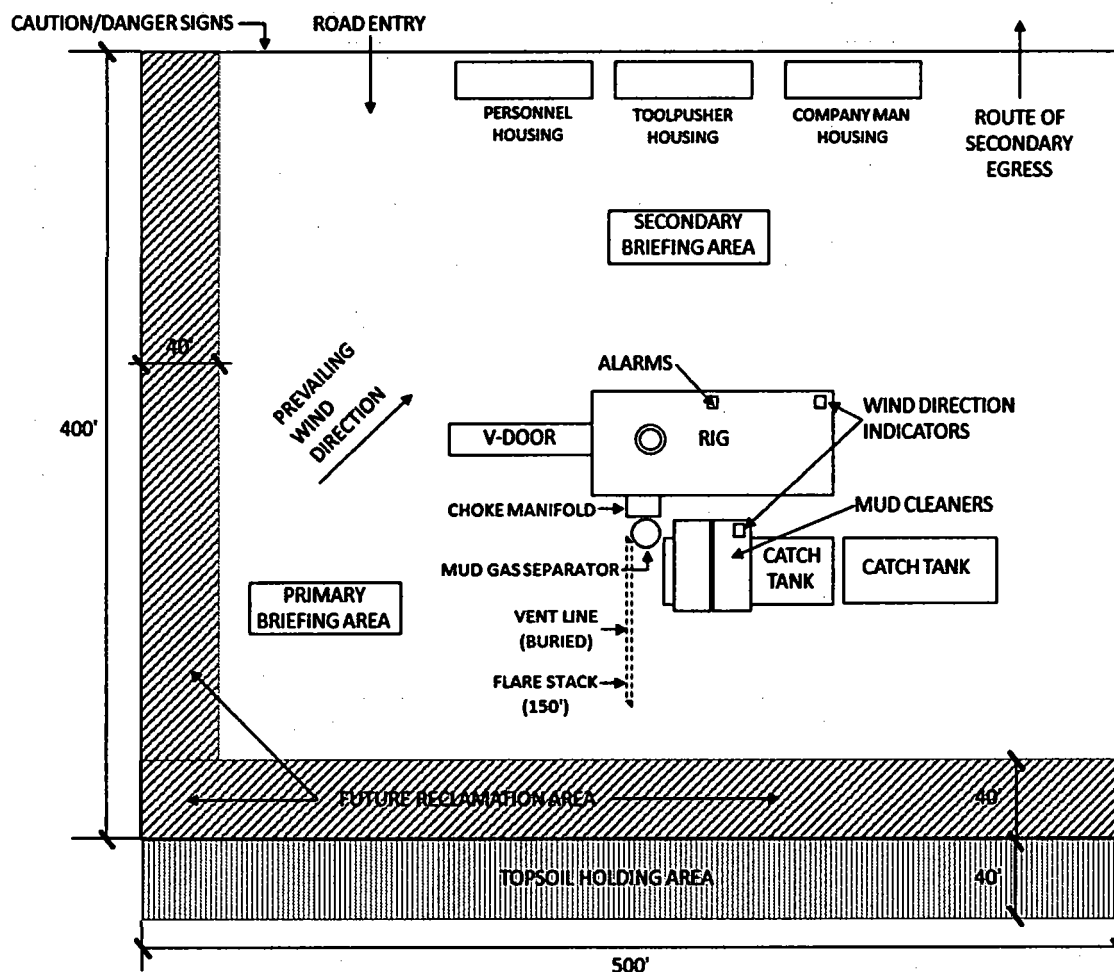 CAUTION/DANGER SIGNS
ROAD ENTRY
PERSONNEL
HOUSING
TOOLPUSHER
HOUSING
COMPANY MAN
HOUSING
ROUTE OF
SECONDARY
EGRESS
SECONDARY
BRIEFING AREA
40'
PREVAILING
WIND
DIRECTION
ALARMS
WIND DIRECTION
INDICATORS
400'
V-DOOR
RIG
CHOKE MANIFOLD
MUD CLEANERS
MUD GAS SEPARATOR
CATCH
TANK
CATCH TANK
PRIMARY
BRIEFING AREA
VENT LINE
(BURIED)
FLARE STACK
(150')
FUTURE RECLAMATION AREA
40'
TOPSOIL HOLDING AREA
40'
500'